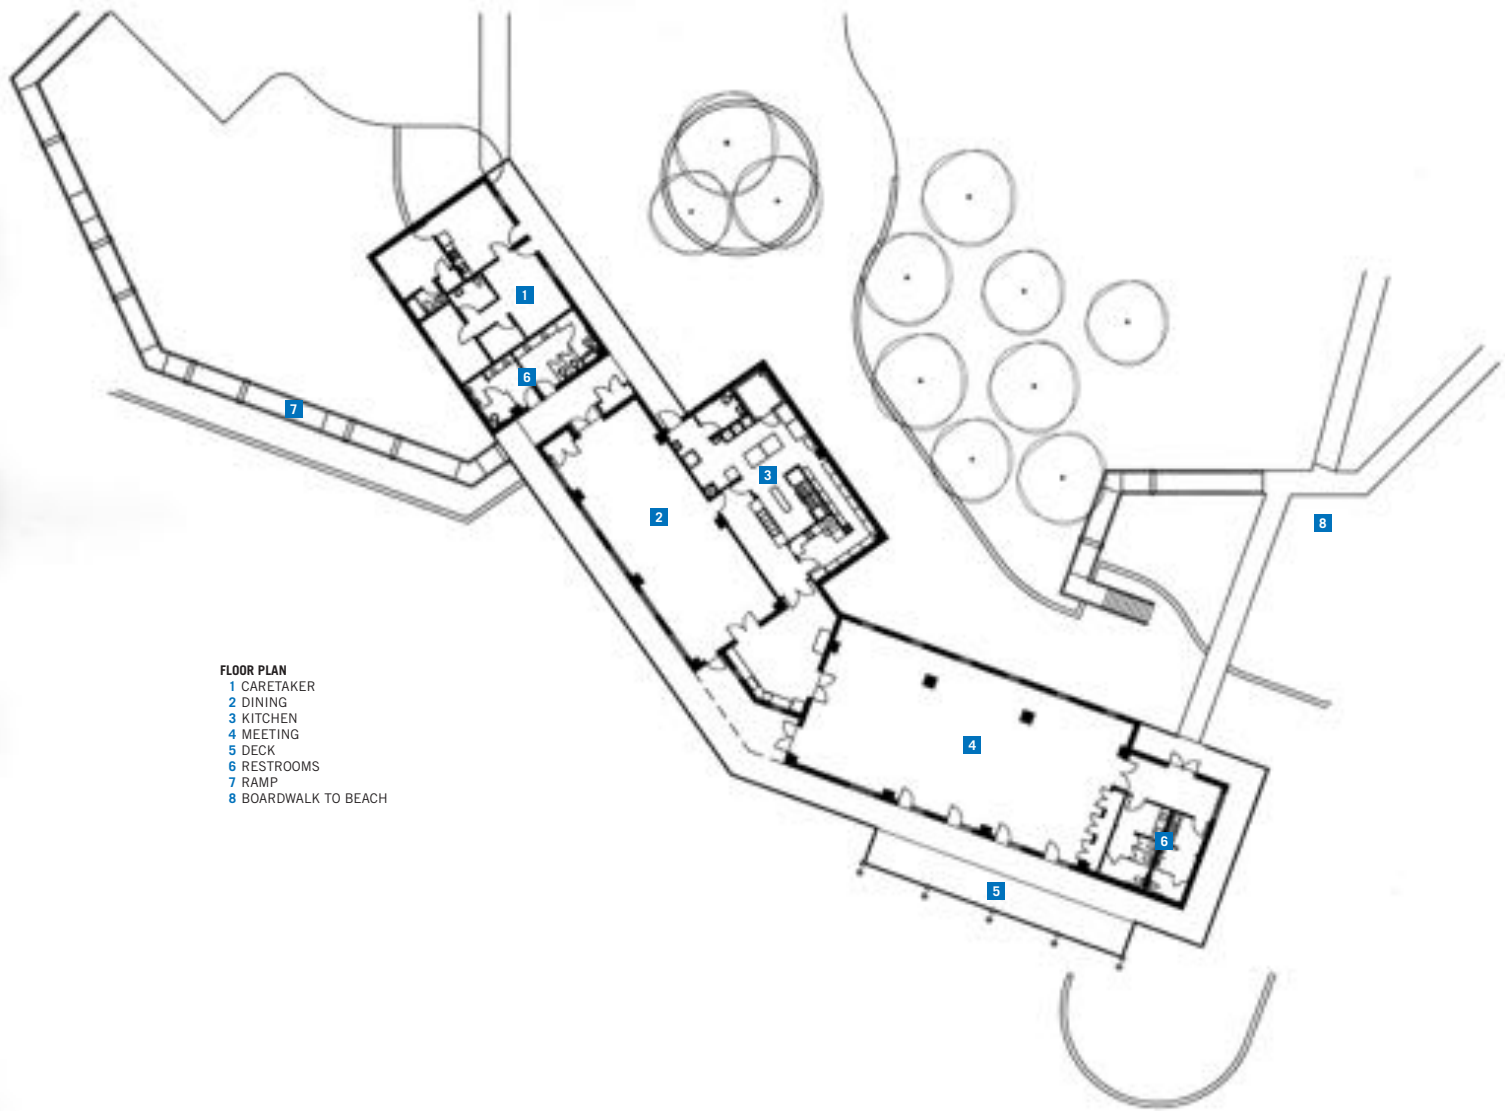 1
6
7
3
2
8
FLOOR PLAN
1 CARETAKER
2 DINING
3 KITCHEN
4 MEETING
5 DECK
6 RESTROOMS
7 RAMP
8 BOARDWALK TO BEACH
4
6
5